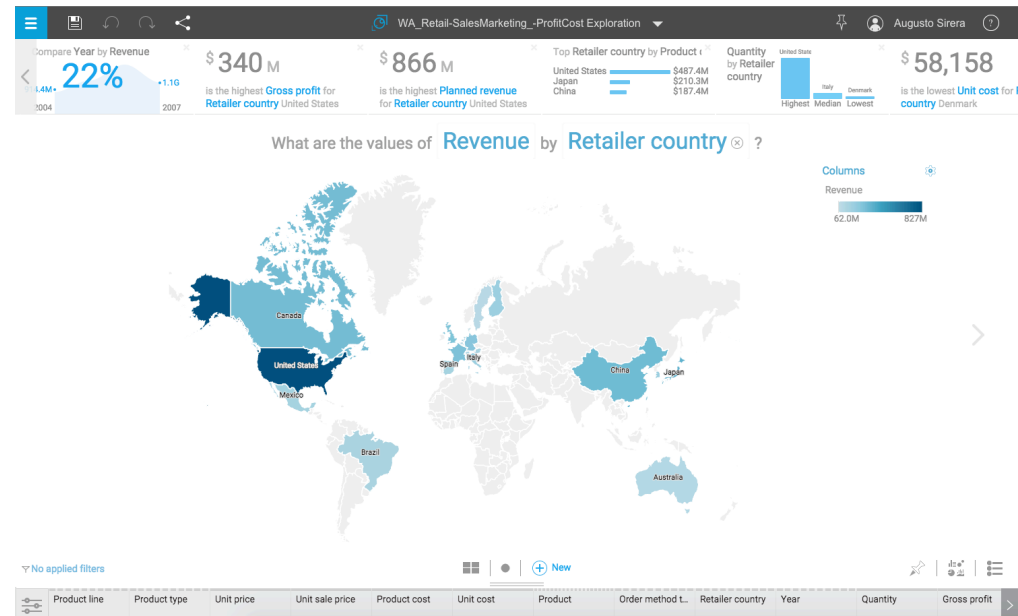 WA_Retail-SalesMarketing_-ProfitCost Exploration
Augusto Sirera
?
Compare Year by Revenue
22%
1.1G
2004
2007
$340 M
is the highest Gross profit for
Retailer country United States
$866 M
is the highest Planned revenue
for Retailer country United States
Top Retailer country by Product
United States $487.4M
Japan $210.3M
China $187.4M
Quantity
by Retailer
country
United State
Italy
Denmark
Highest Median Lowest
$58,158
is the lowest Unit cost for
country Denmark
What are the values of Revenue by Retailer country ?
Columns
Revenue
62.0M 827M
Canada
United States
Mexico
Brazil
Spain
Italy
China
Japan
Australia
No applied filters
New
Product line Product type Unit price Unit sale price Product cost Unit cost Product Order method t... Retailer country Year Quantity Gross profit